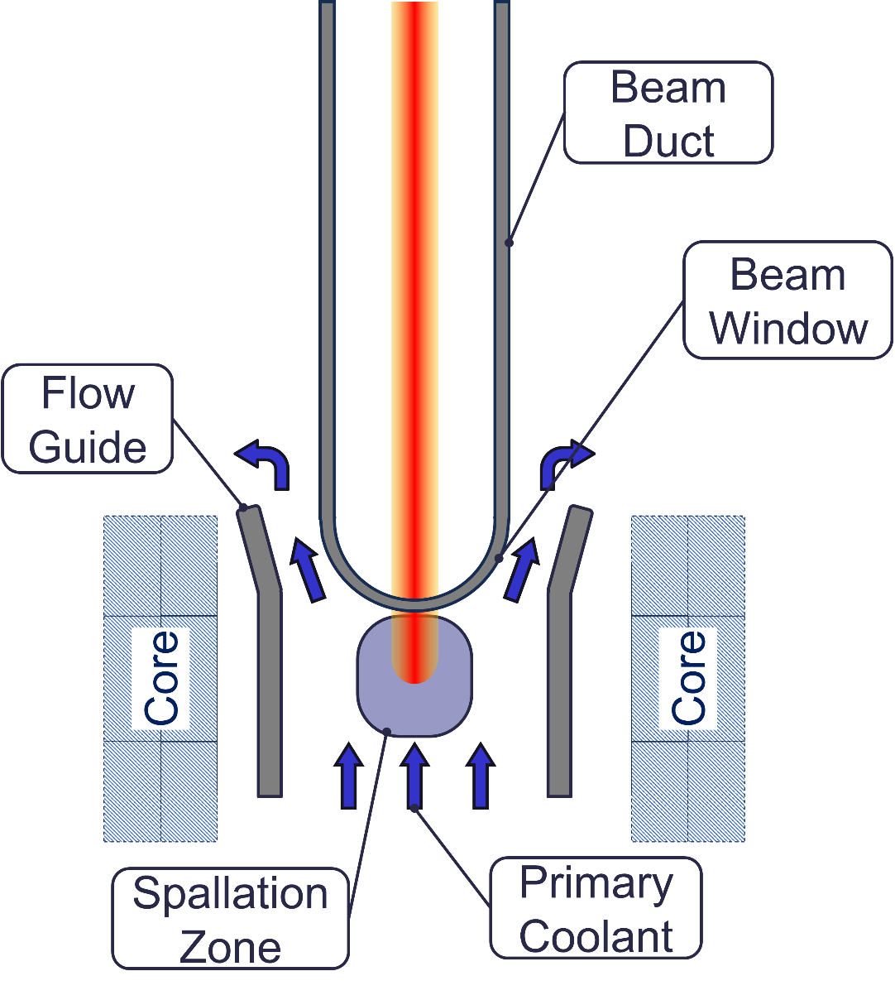 Beam
Duct
Beam
Window
Flow
Guide
Core
Core
Spallation
Zone
Primary
Coolant